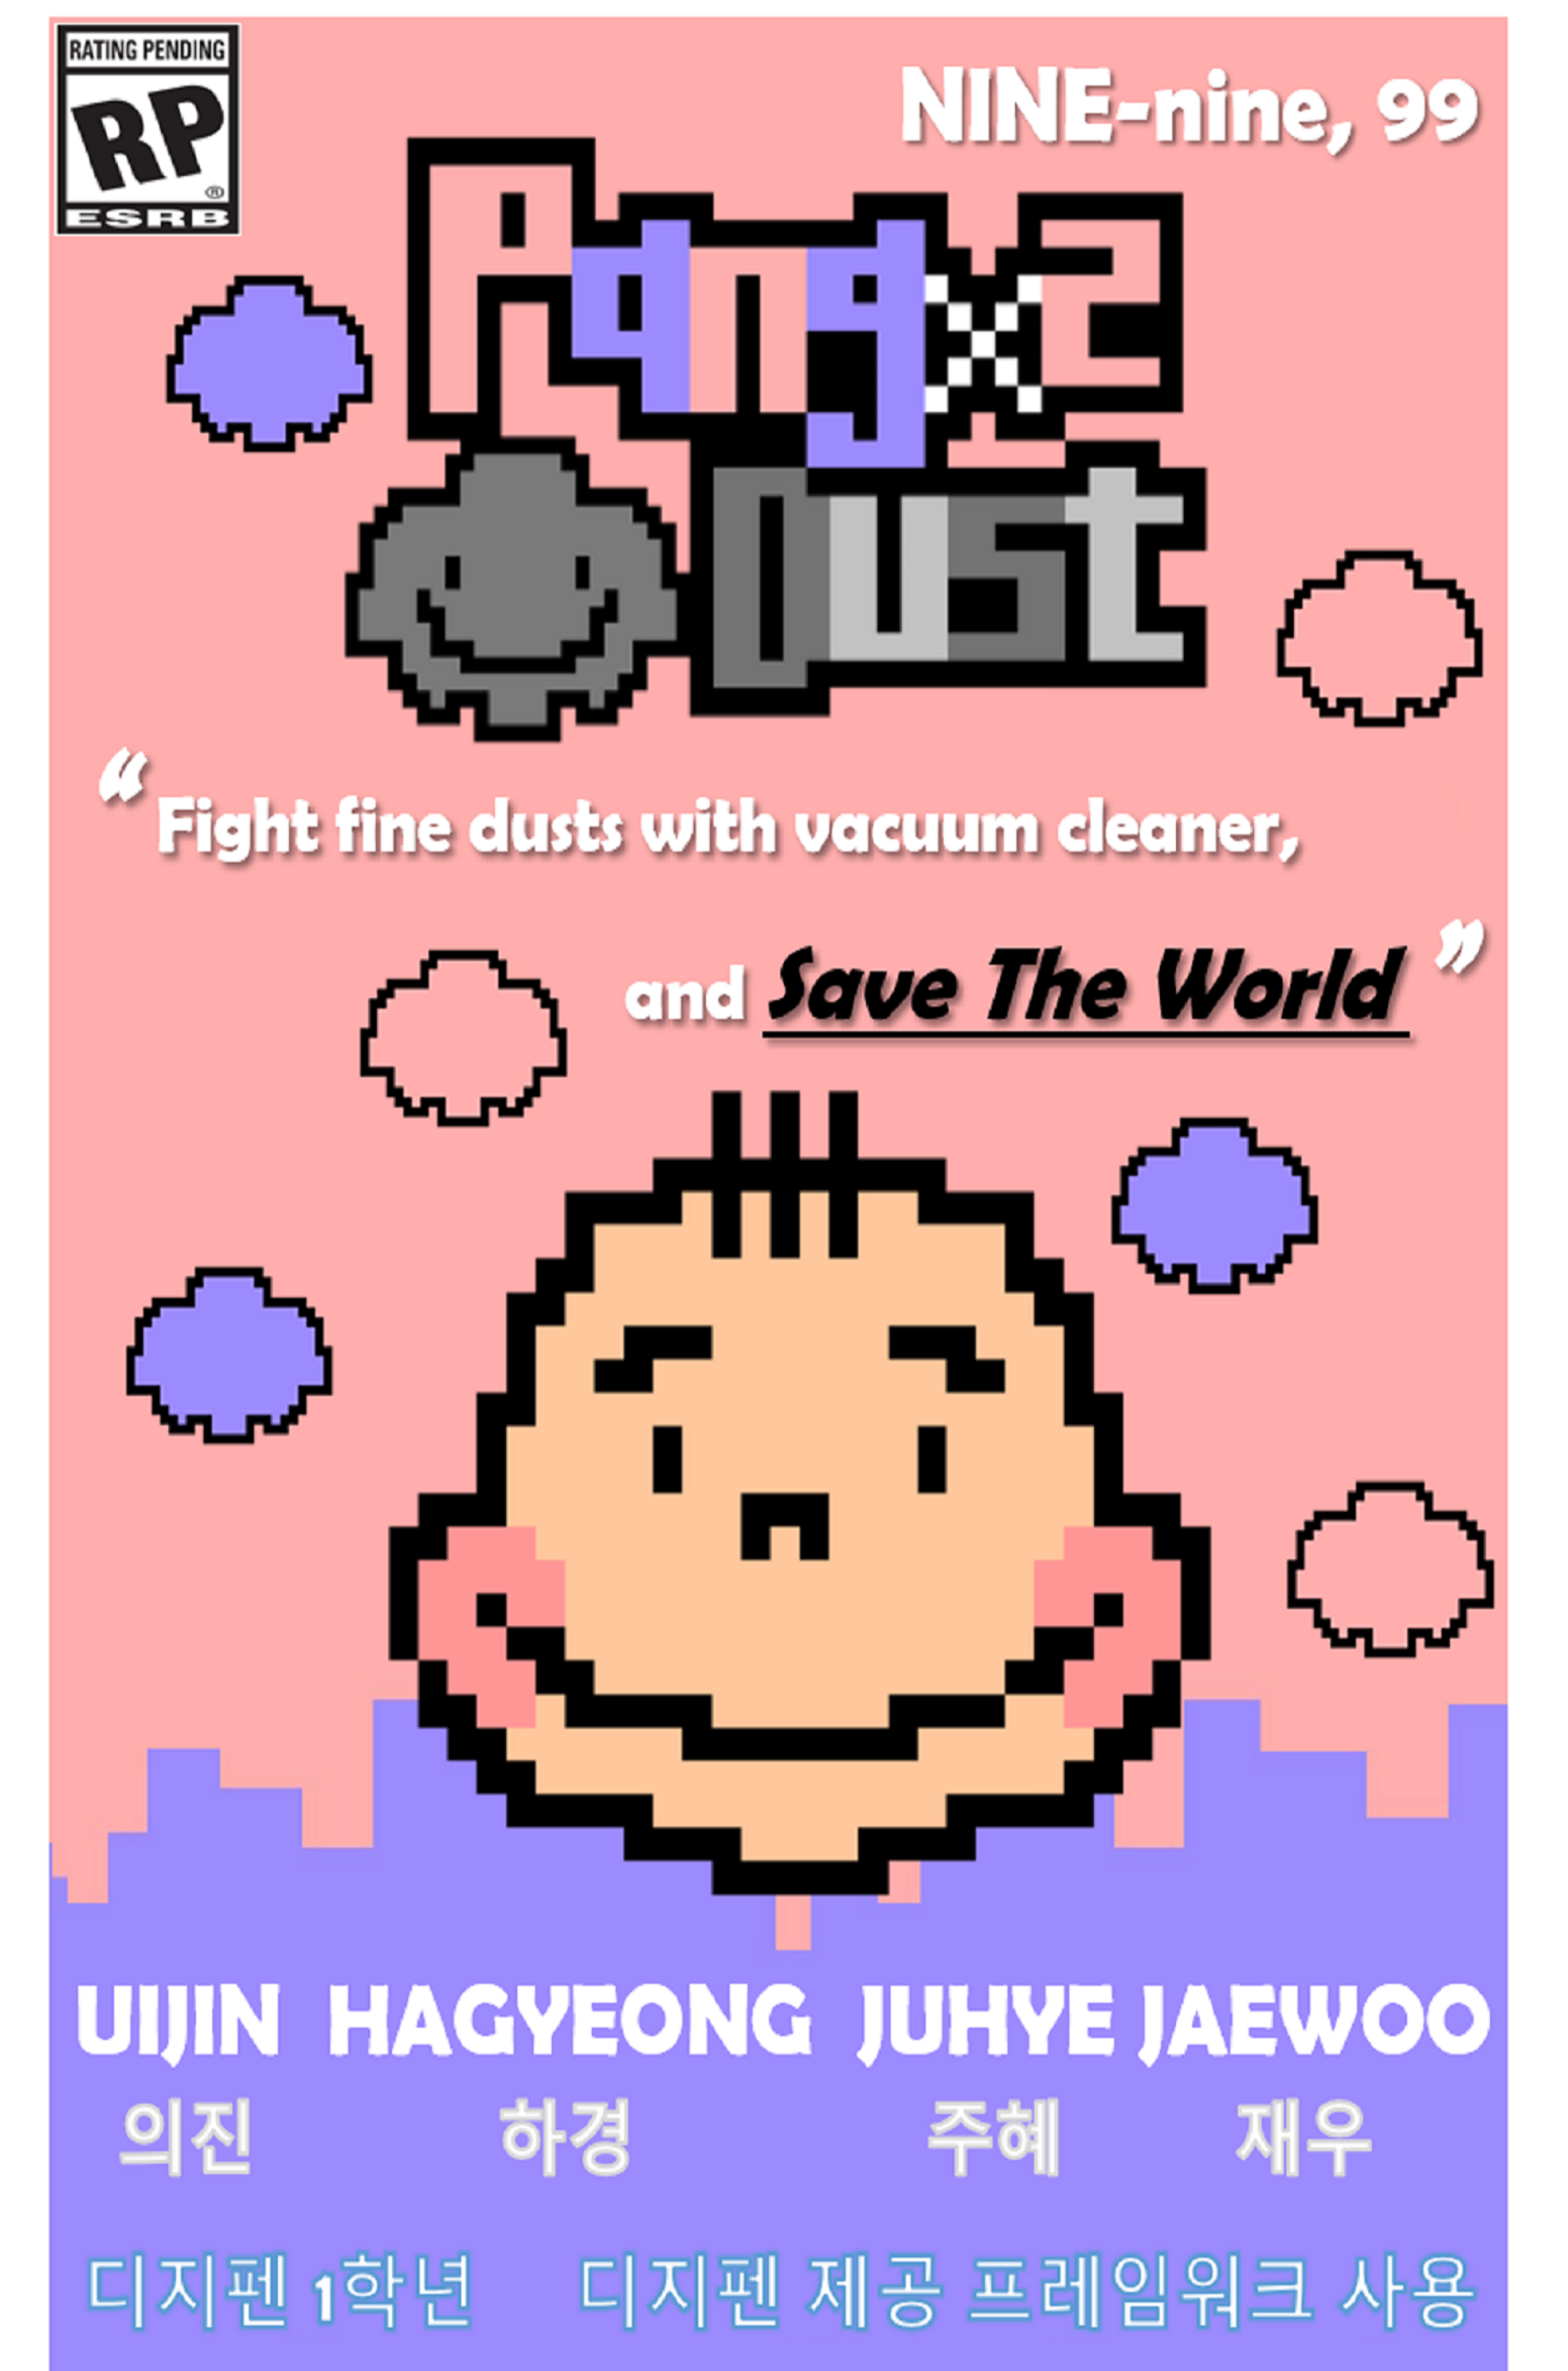 RATING PENDING
RP®
ESRB
NINE-nine, 99
Pangx2
Dust
“Fight fine dusts with vacuum cleaner,
and Save The World”
UIJIN HAGYEONG JUHYE JAEWOO
의진 하경 주혜 재우
디지펜 1학년 디지펜 제공 프레임워크 사용